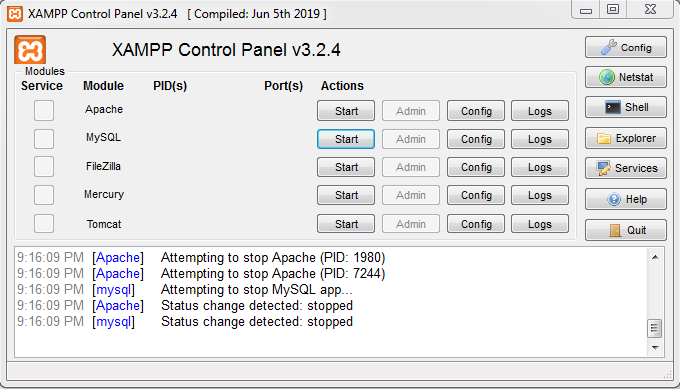 XAMPP Control Panel v3.2.4 [ Compiled: Jun 5th 2019 ]
XAMPP Control Panel v3.2.4
Config
Modules
Service Module PID(s) Port(s) Actions
Netstat
Apache Start Admin Config Logs
Shell
MySQL Start Admin Config Logs
Explorer
FileZilla Start Admin Config Logs
Services
Mercury Start Admin Config Logs
Help
Tomcat Start Admin Config Logs
Quit
9:16:09 PM [Apache] Attempting to stop Apache (PID: 1980)
9:16:09 PM [Apache] Attempting to stop Apache (PID: 7244)
9:16:09 PM [mysql] Attempting to stop MySQL app...
9:16:09 PM [Apache] Status change detected: stopped
9:16:09 PM [mysql] Status change detected: stopped